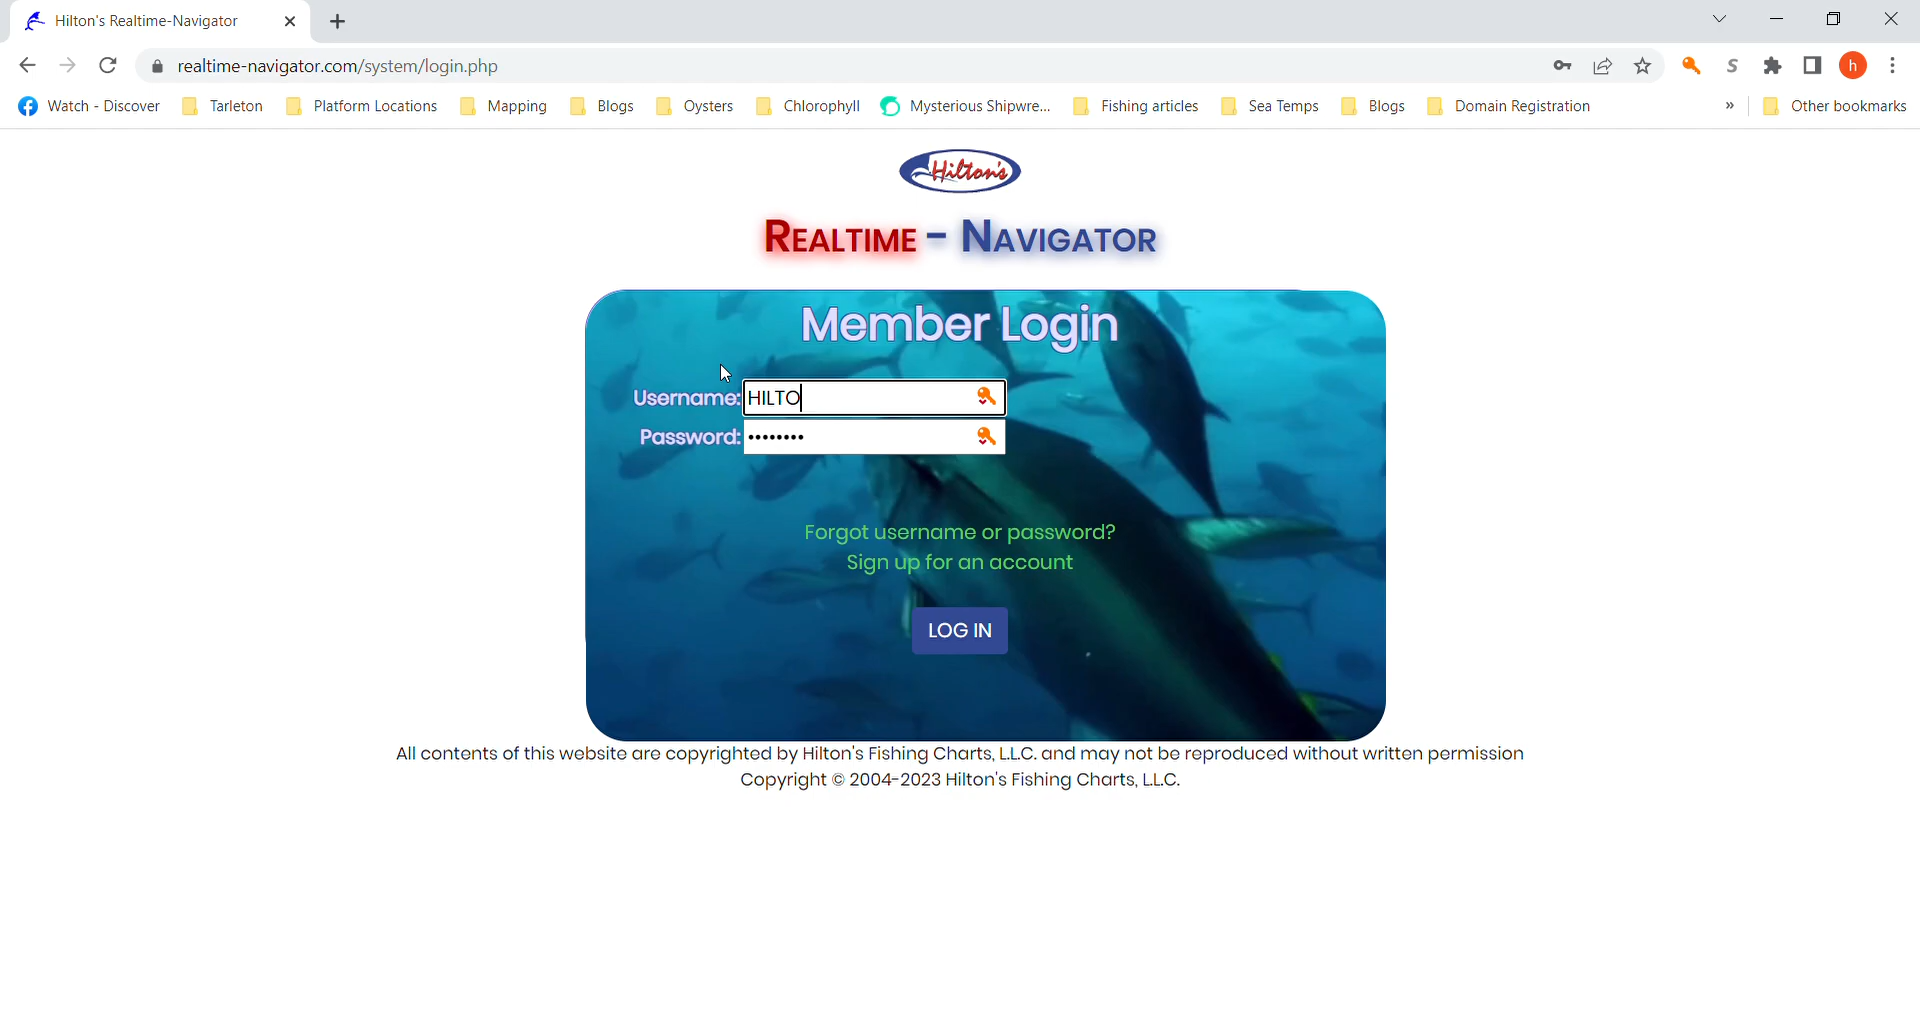 Hilton's Realtime-Navigator
realtime-navigator.com/system/login.php
S
h
Watch - Discover
Tarleton
Platform Locations
Mapping
Blogs
Oysters
Chlorophyll
Mysterious Shipwre...
Fishing articles
Sea Temps
Blogs
Domain Registration
»
Other bookmarks
Hilton's
REALTIME - NAVIGATOR
Member Login
Username: HILTO
Password: ••••••••
Forgot username or password?
Sign up for an account
LOG IN
All contents of this website are copyrighted by Hilton's Fishing Charts, L.L.C. and may not be reproduced without written permission
Copyright © 2004-2023 Hilton's Fishing Charts, L.L.C.